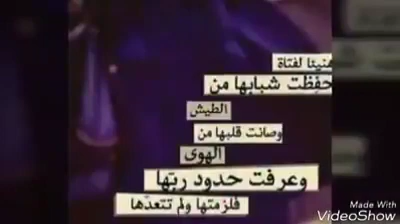 هنيئا لفتاة
حفظت شبابها من
الطيش
وصانت قلبها من
الهوى
وعرفت حدود ربها
فلزمتها ولم تتعدها
Made With
VideoShow